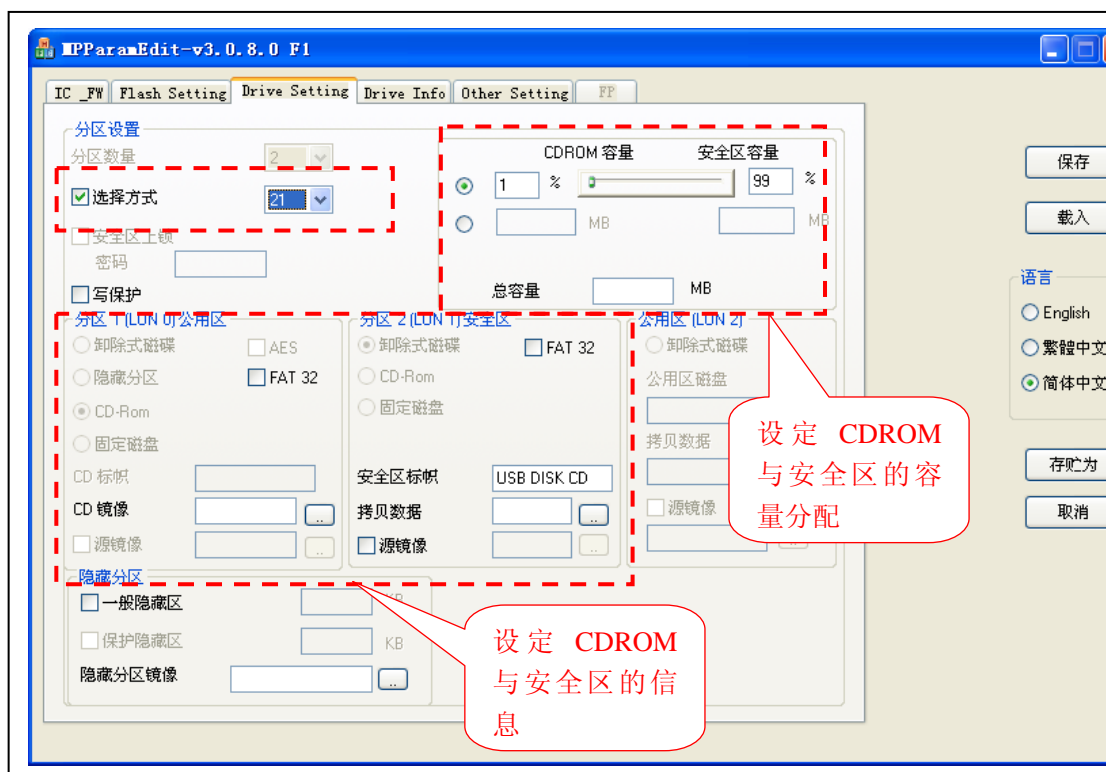 MPParamEdit-v3.0.8.0 F1
IC _FW Flash Setting Drive Setting Drive Info Other Setting FP
分区设置
分区数量 2
选择方式 21
安全区上锁
密码
写保护
CDROM 容量 安全区容量
1 % 99 %
MB MB
总容量 MB
分区 1 (LUN 0)公用区
卸除式磁碟 AES
隐藏分区 FAT 32
CD-Rom
固定磁盘
CD 标帜
CD 镜像 ..
源镜像 ..
分区 2 (LUN 1)安全区
卸除式磁碟 FAT 32
CD-Rom
固定磁盘
安全区标帜 USB DISK CD
拷贝数据 ..
源镜像 ..
公用区 (LUN 2)
卸除式磁碟
公用区磁盘
拷贝数据
源镜像
..
隐藏分区
一般隐藏区 KB
保护隐藏区 KB
隐藏分区镜像 ..
设定 CDROM
与安全区的容
量分配
设定 CDROM
与安全区的信
息
保存
载入
语言
English
繁體中文
简体中文
存贮为
取消